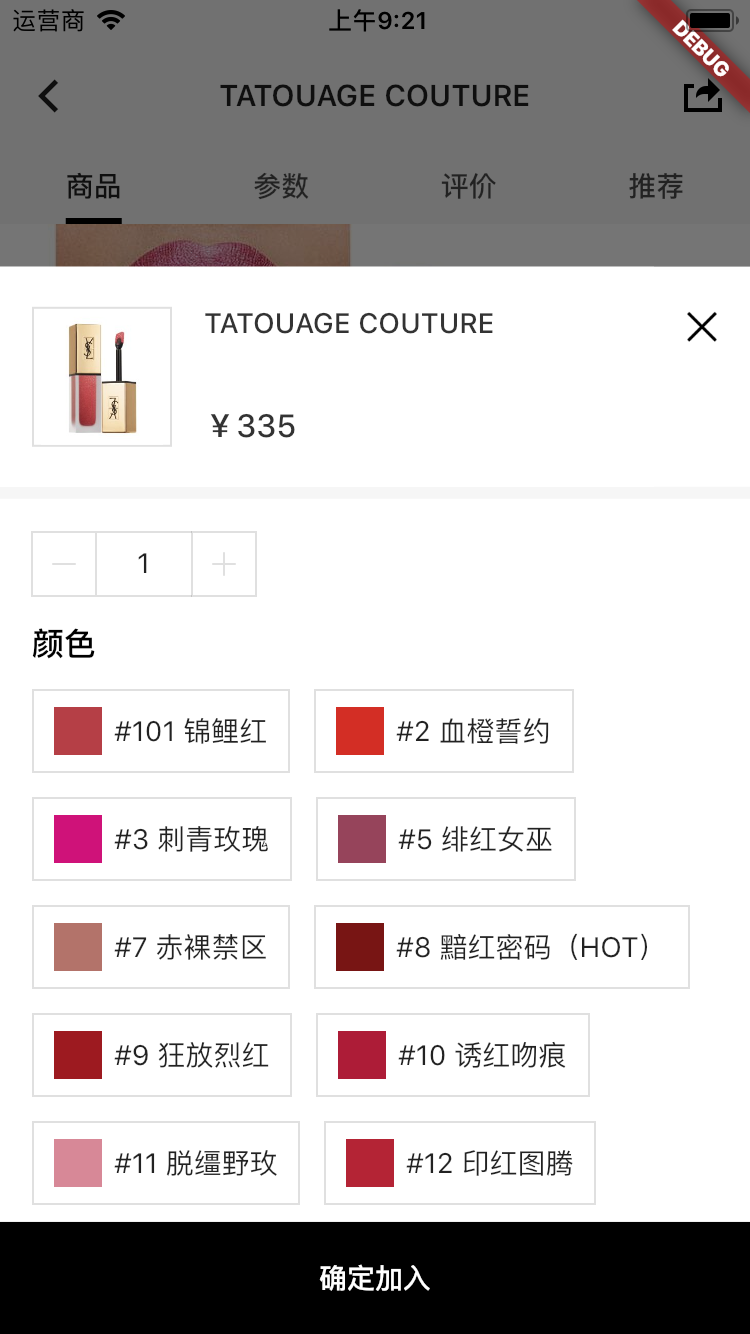 运营商 上午9:21
DEBUG
TATOUAGE COUTURE
商品 参数 评价 推荐
TATOUAGE COUTURE
¥ 335
1
颜色
#101 锦鲤红 #2 血橙誓约
#3 刺青玫瑰 #5 绯红女巫
#7 赤裸禁区 #8 黯红密码（HOT）
#9 狂放烈红 #10 诱红吻痕
#11 脱缰野玫 #12 印红图腾
确定加入